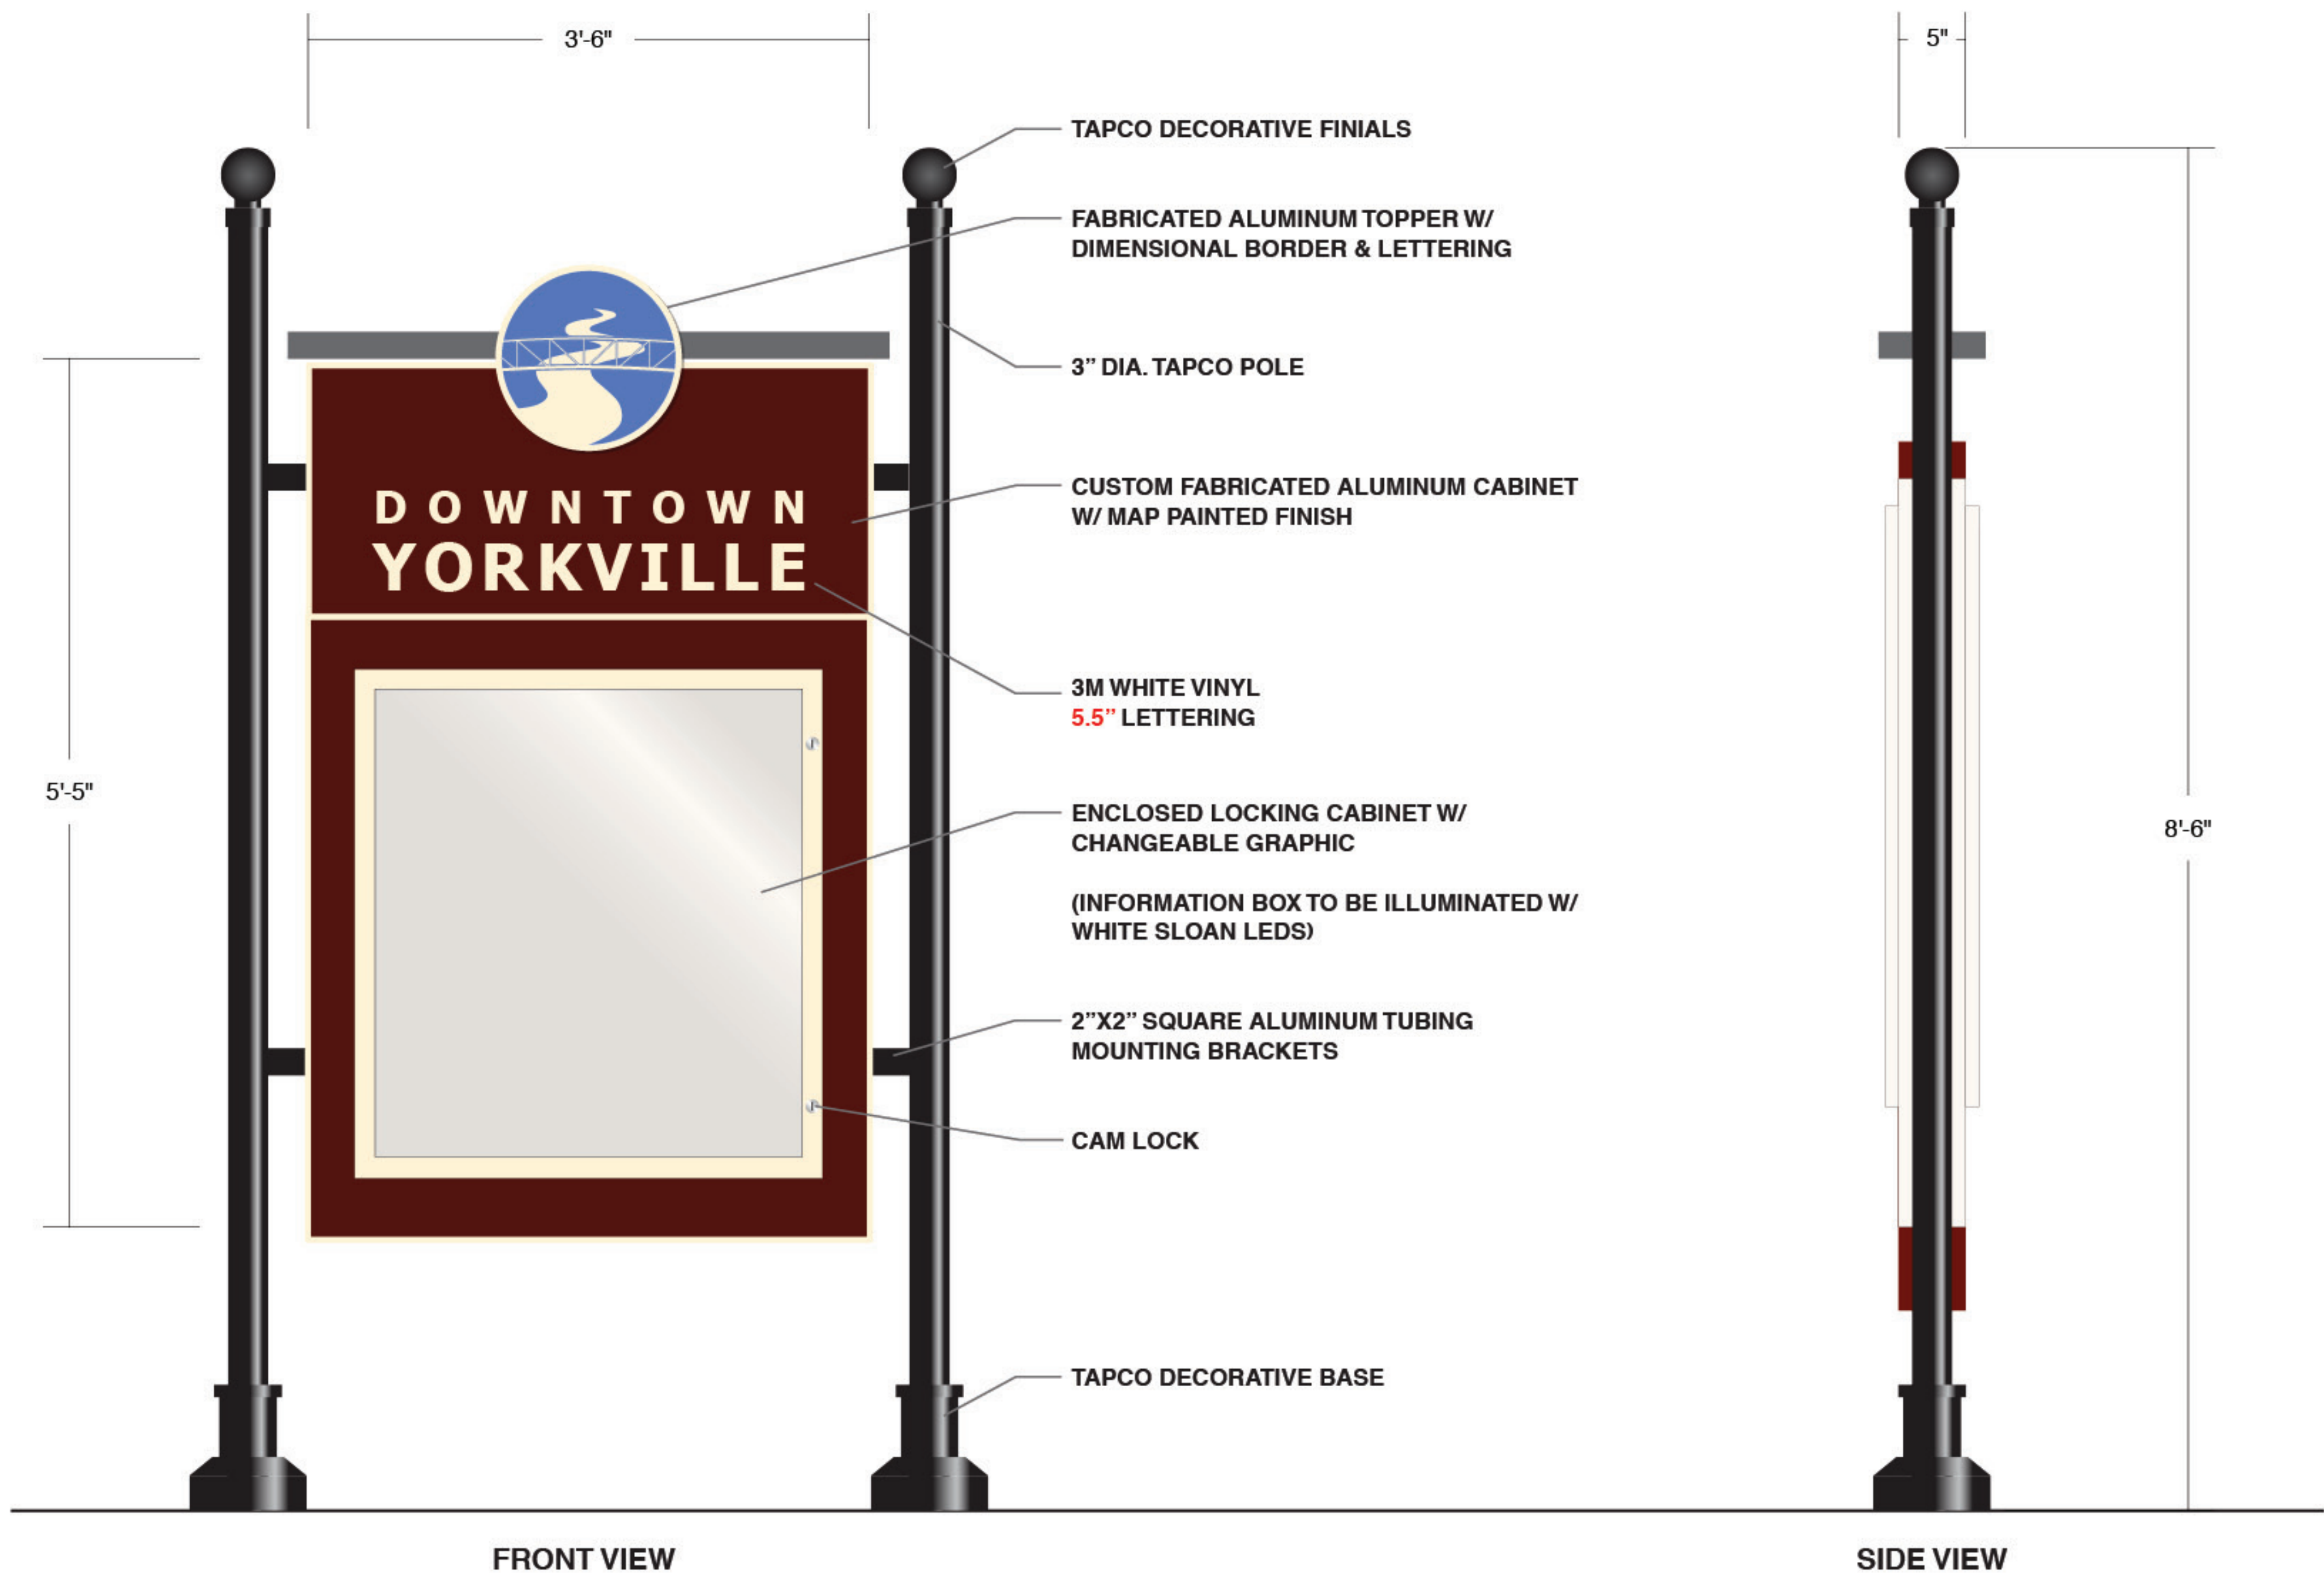 3'-6"
5"
TAPCO DECORATIVE FINIALS
FABRICATED ALUMINUM TOPPER W/
DIMENSIONAL BORDER & LETTERING
3” DIA. TAPCO POLE
CUSTOM FABRICATED ALUMINUM CABINET
W/ MAP PAINTED FINISH
DOWNTOWN
YORKVILLE
3M WHITE VINYL
5.5” LETTERING
5'-5"
ENCLOSED LOCKING CABINET W/
CHANGEABLE GRAPHIC
8'-6"
(INFORMATION BOX TO BE ILLUMINATED W/
WHITE SLOAN LEDS)
2”X2” SQUARE ALUMINUM TUBING
MOUNTING BRACKETS
CAM LOCK
TAPCO DECORATIVE BASE
FRONT VIEW
SIDE VIEW